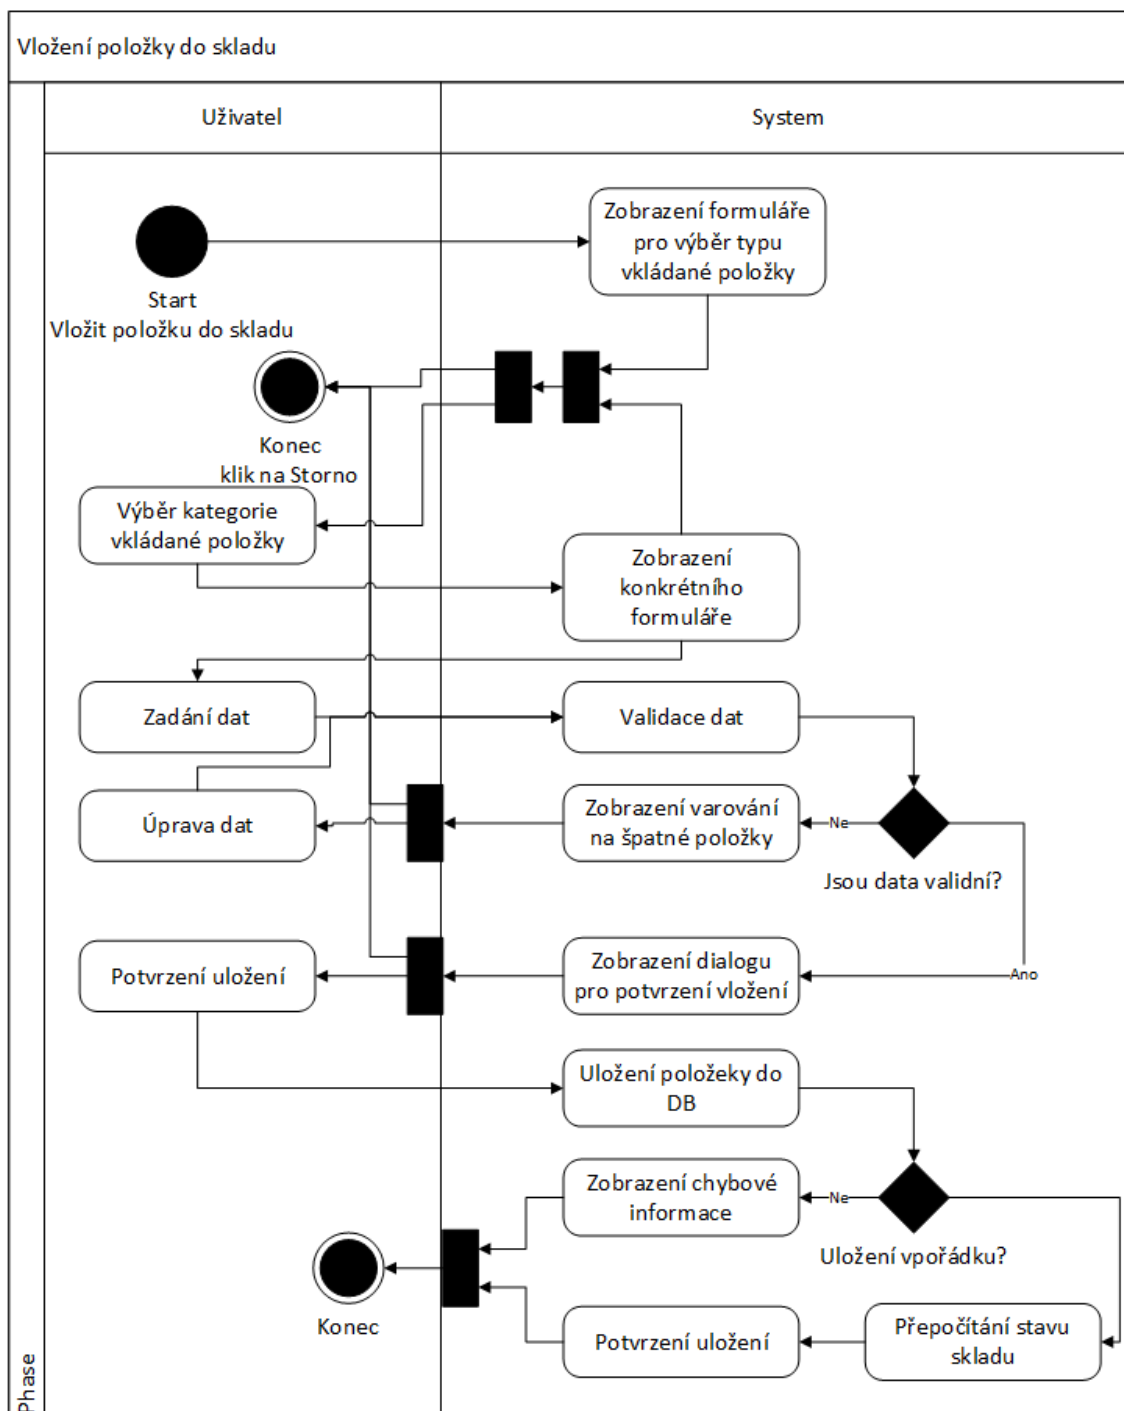 Vložení položky do skladu
Uživatel
System
Zobrazení formuláře
pro výběr typu
vkládané položky
Start
Vložit položku do skladu
Konec
klik na Storno
Výběr kategorie
vkládané položky
Zobrazení
konkrétního
formuláře
Zadání dat
Validace dat
Úprava dat
Zobrazení varování
na špatné položky
Ne
Jsou data validní?
Potvrzení uložení
Zobrazení dialogu
pro potvrzení vložení
Ano
Uložení položeky do
DB
Zobrazení chybové
informace
Ne
Uložení vpořádku?
Konec
Potvrzení uložení
Přepočítání stavu
skladu
Phase